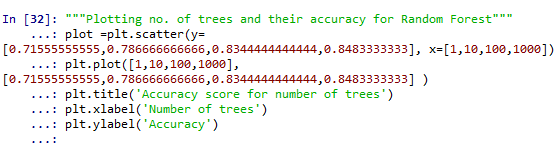 In [32]: """Plotting no. of trees and their accuracy for Random Forest"""
...: plot =plt.scatter(y=
[0.71555555555,0.786666666666,0.8344444444444,0.8483333333], x=[1,10,100,1000])
...: plt.plot([1,10,100,1000],
[0.71555555555,0.786666666666,0.8344444444444,0.8483333333] )
...: plt.title('Accuracy score for number of trees')
...: plt.xlabel('Number of trees')
...: plt.ylabel('Accuracy')
...: